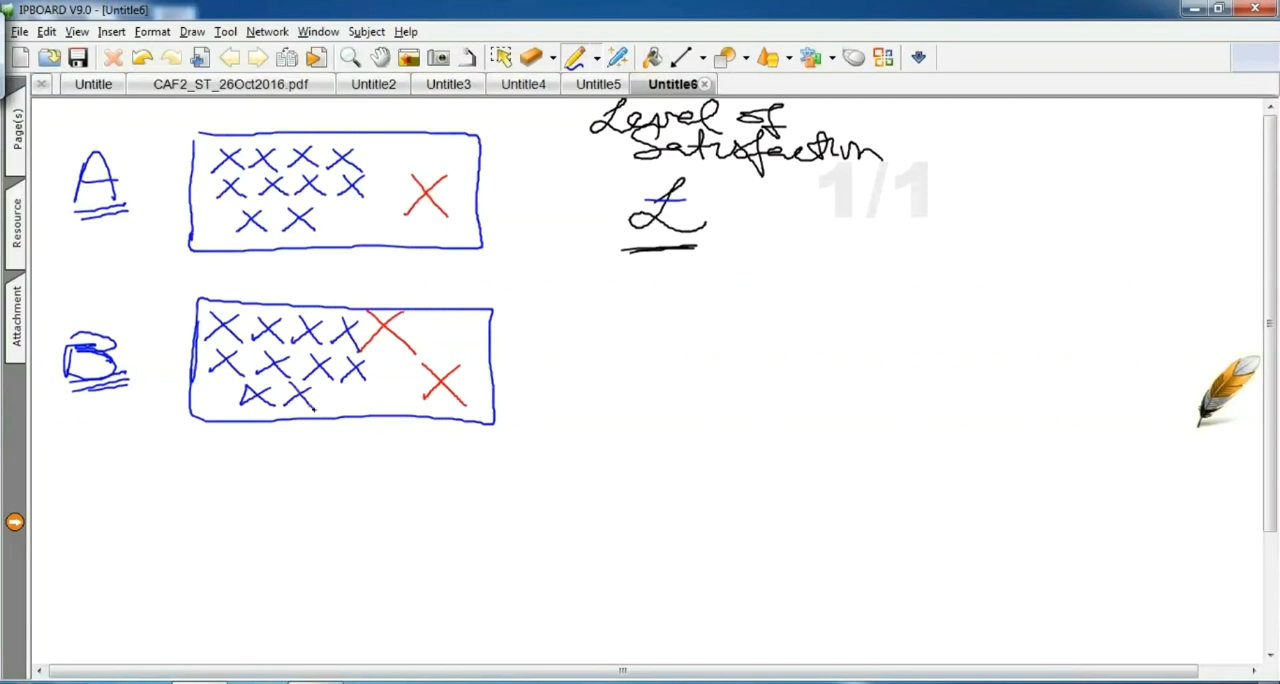 IPBOARD V9.0 - [Untitled6]
File Edit View Insert Format Draw Tool Network Window Subject Help
Untitle CAF2_ST_26Oct2016.pdf Untitle2 Untitle3 Untitle4 Untitle5 Untitle6
Page(s)
Resource
Attachment
Level of
Satisfaction
1/1
A
X X X X
X X X X X
X X
L
B
X X X X X
X X X X X
X X